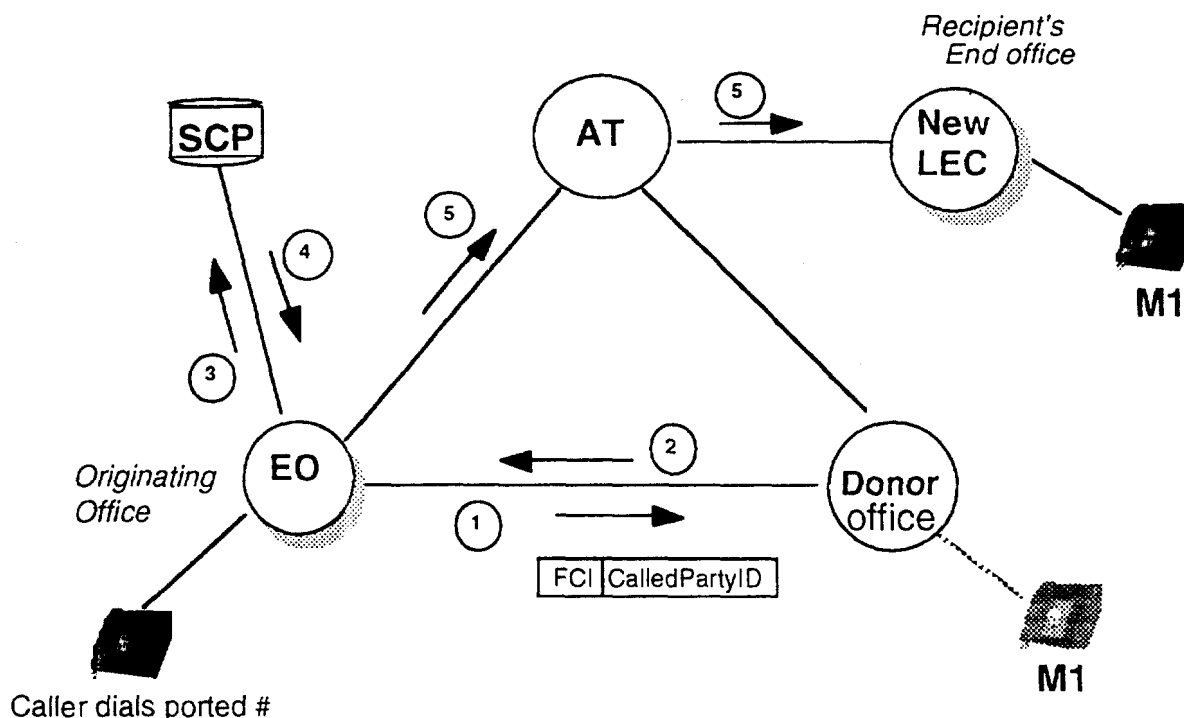 Recipient's
End office
SCP
AT
5
New
LEC
5
4
M1
3
EO
2
Originating
Office
Donor
office
1
FCI CalledPartyID
M1
Caller dials ported #